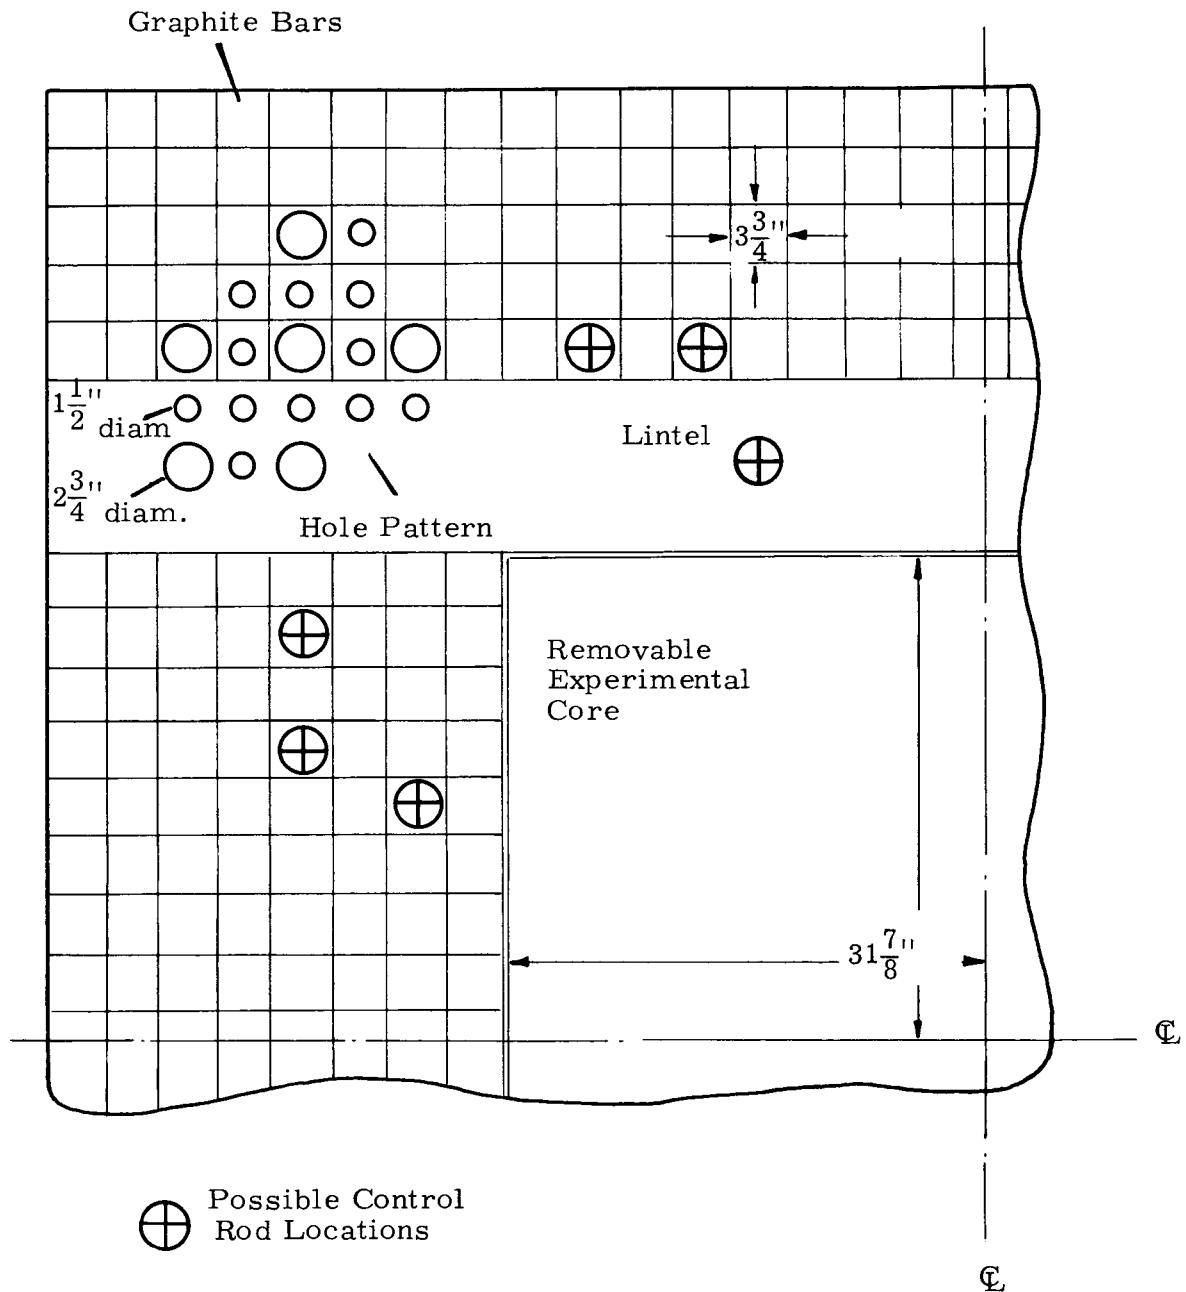 Graphite Bars
3 3/4"
1 1/2"
diam
Lintel
2 3/4"
diam.
Hole Pattern
Removable
Experimental
Core
31 7/8"
℄
Possible Control
Rod Locations
℄